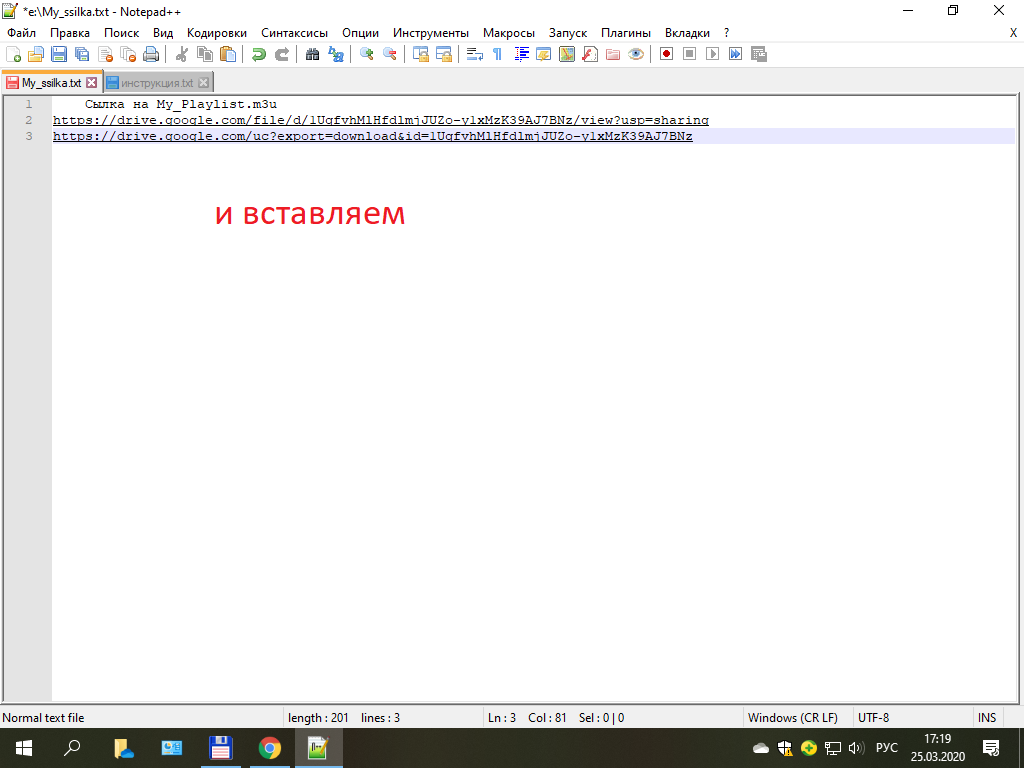 *e:\My_ssilka.txt - Notepad++
Файл Правка Поиск Вид Кодировки Синтаксисы Опции Инструменты Макросы Запуск Плагины Вкладки ? X
My_ssilka.txt инструкция.txt
1 Сылка на My_Playlist.m3u
2 https://drive.google.com/file/d/1UgfvhMlHfdlmjJUZo-ylxMzK39AJ7BNz/view?usp=sharing
3 https://drive.google.com/uc?export=download&id=1UgfvhMlHfdlmjJUZo-ylxMzK39AJ7BNz
и вставляем
Normal text file length : 201 lines : 3 Ln : 3 Col : 81 Sel : 0 | 0 Windows (CR LF) UTF-8 INS
РУС 17:19
25.03.2020